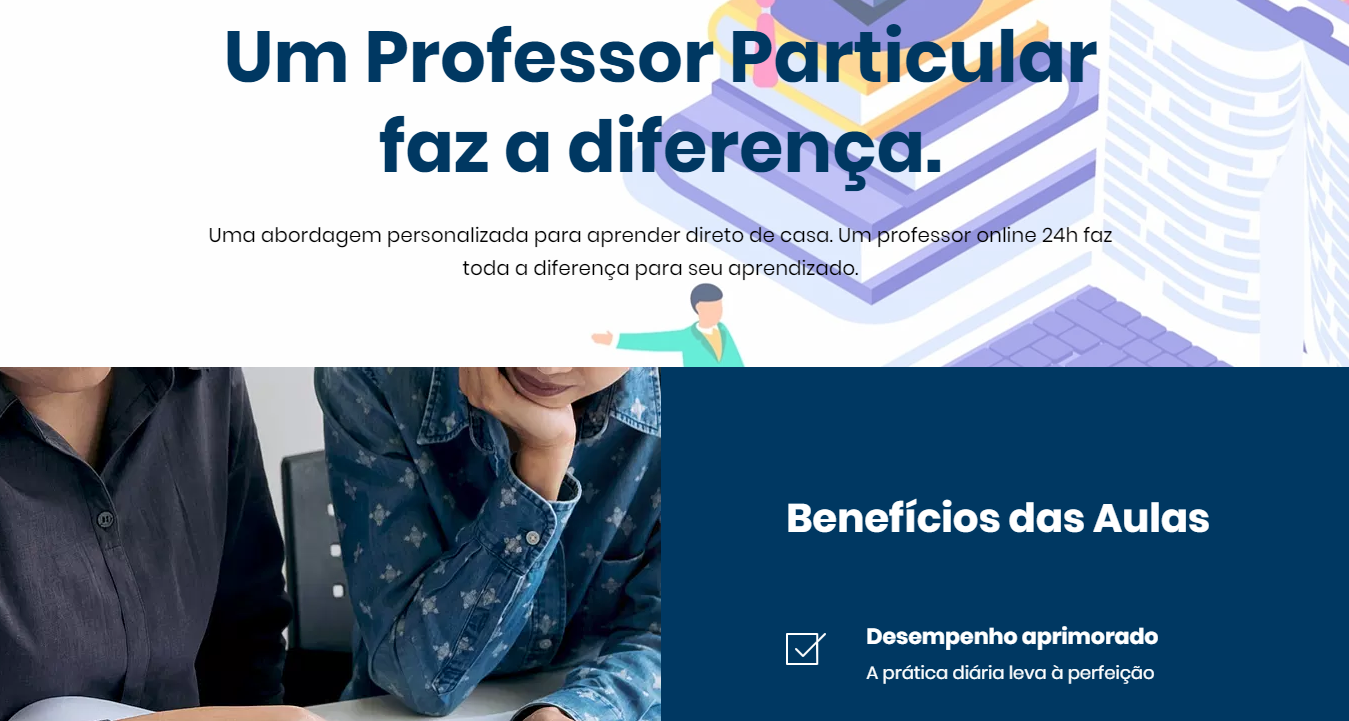 Um Professor Particular
faz a diferença.
Uma abordagem personalizada para aprender direto de casa. Um professor online 24h faz
toda a diferença para seu aprendizado.
Benefícios das Aulas
Desempenho aprimorado
A prática diária leva à perfeição